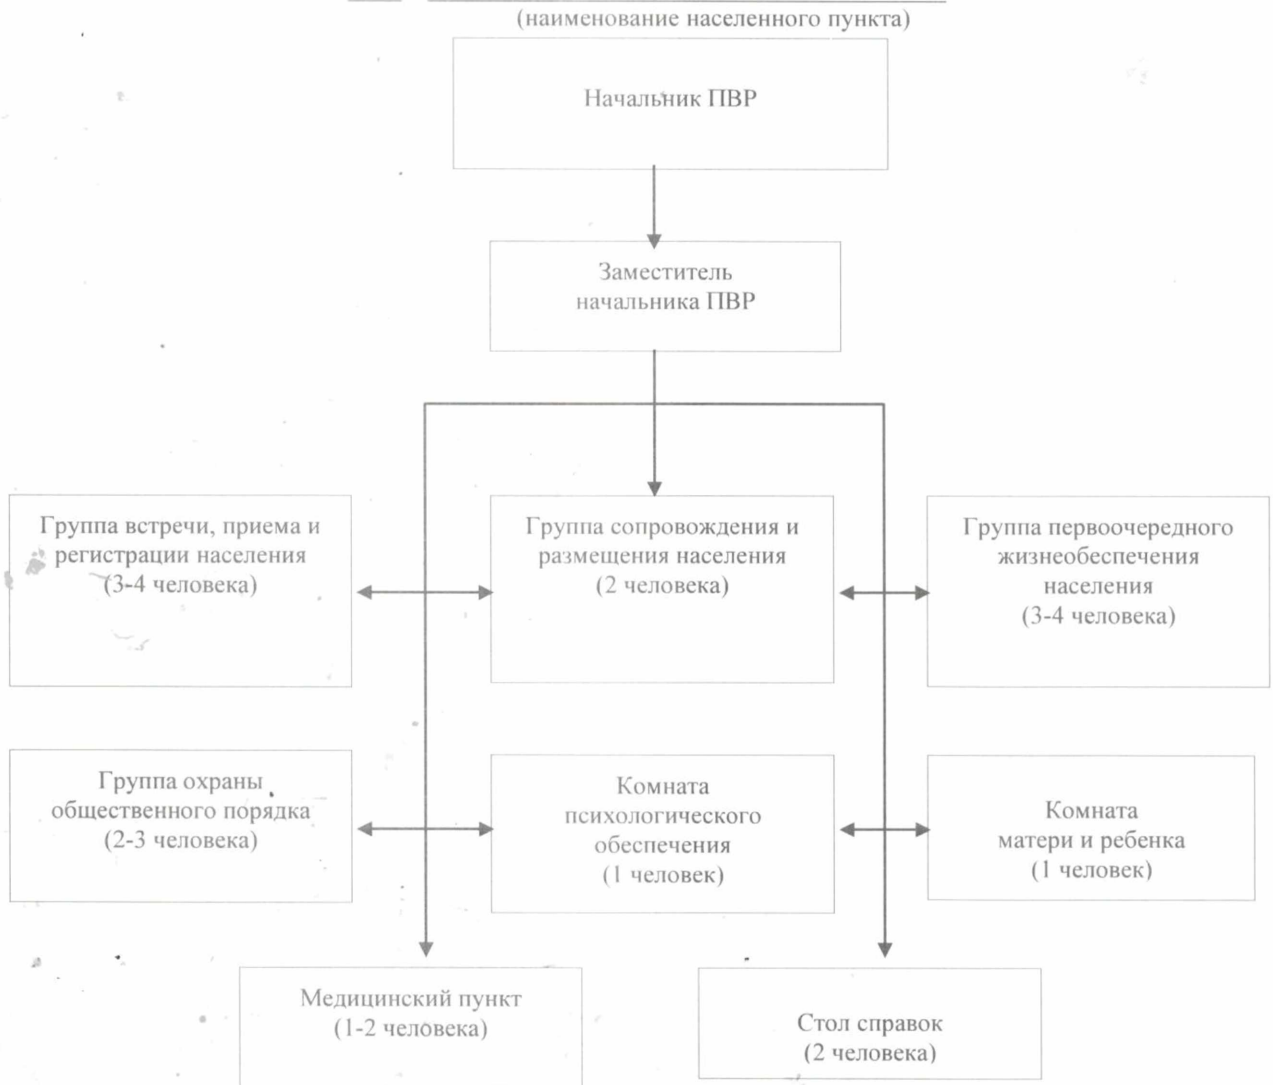 (наименование населенного пункта)
Начальник ПВР
Заместитель
начальника ПВР
Группа встречи, приема и
регистрации населения
(3-4 человека)
Группа сопровождения и
размещения населения
(2 человека)
Группа первоочередного
жизнеобеспечения
населения
(3-4 человека)
Группа охраны
общественного порядка
(2-3 человека)
Комната
психологического
обеспечения
(1 человек)
Комната
матери и ребенка
(1 человек)
Медицинский пункт
(1-2 человека)
Стол справок
(2 человека)